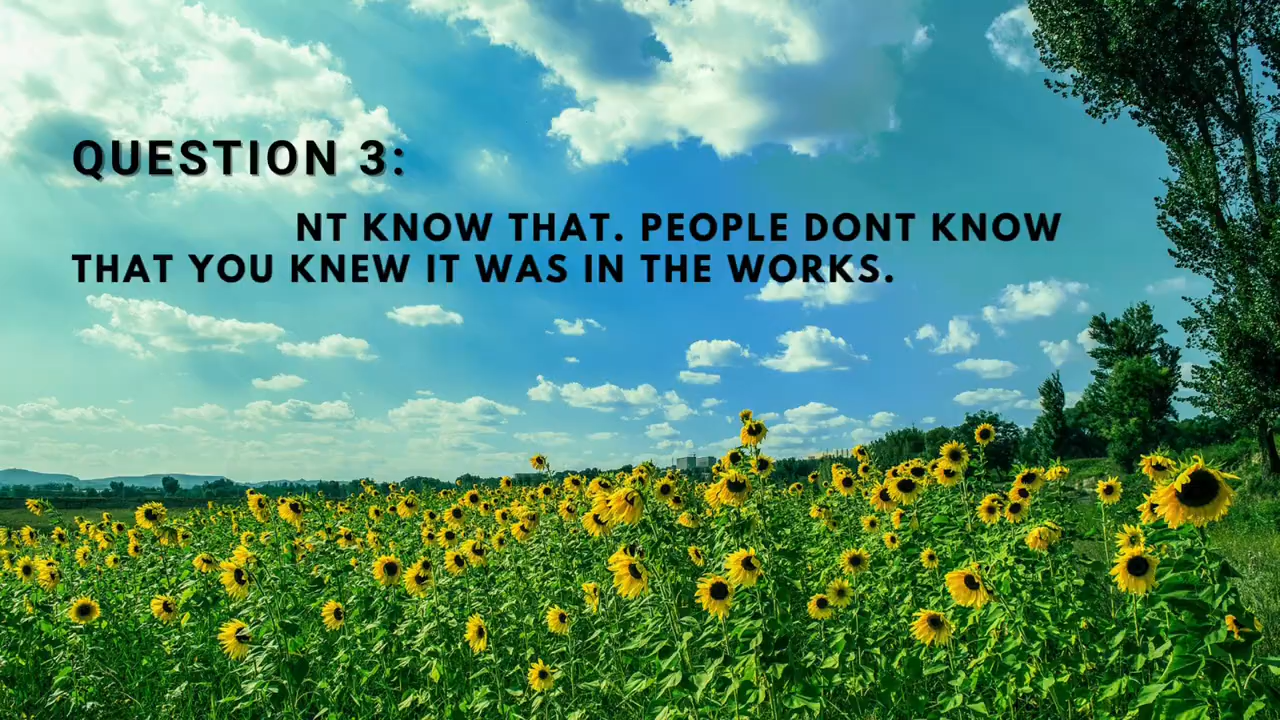 QUESTION 3:
NT KNOW THAT. PEOPLE DONT KNOW
THAT YOU KNEW IT WAS IN THE WORKS.